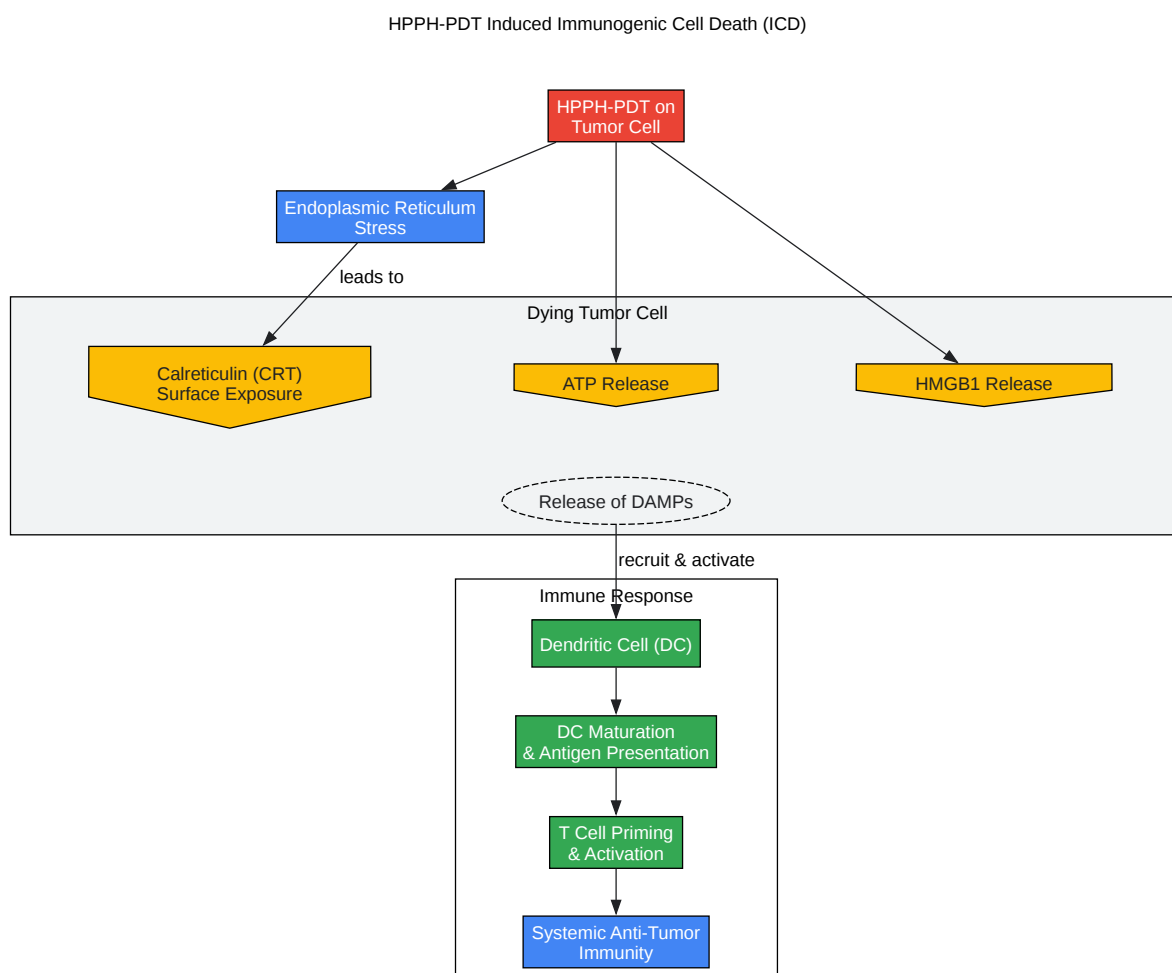 HPPH-PDT Induced Immunogenic Cell Death (ICD)
HPPH-PDT on
Tumor Cell
Endoplasmic Reticulum
Stress
leads to
Dying Tumor Cell
Calreticulin (CRT)
Surface Exposure
ATP Release
HMGB1 Release
Release of DAMPs
recruit & activate
Immune Response
Dendritic Cell (DC)
DC Maturation
& Antigen Presentation
T Cell Priming
& Activation
Systemic Anti-Tumor
Immunity